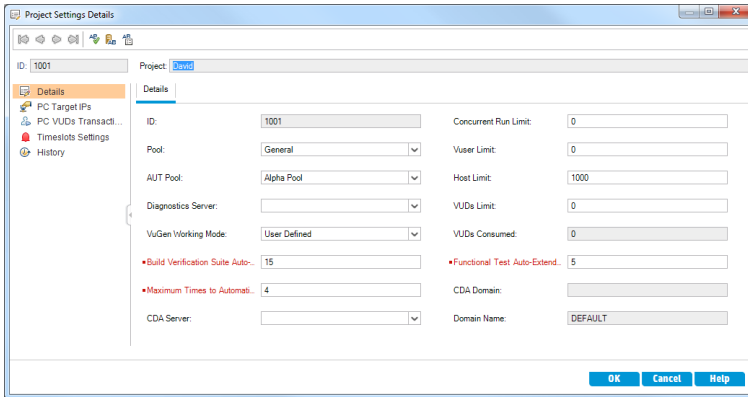 Project Settings Details
ID: 1001 Project: David
Details
PC Target IPs
PC VUDs Transacti...
Timeslots Settings
History
Details
ID: 1001 Concurrent Run Limit: 0
Pool: General Vuser Limit: 0
AUT Pool: Alpha Pool Host Limit: 1000
Diagnostics Server: VUDs Limit: 0
VuGen Working Mode: User Defined VUDs Consumed: 0
Build Verification Suite Auto-.. 15 Functional Test Auto-Extend.. 5
Maximum Times to Automati.. 4 CDA Domain:
CDA Server: Domain Name: DEFAULT
OK Cancel Help